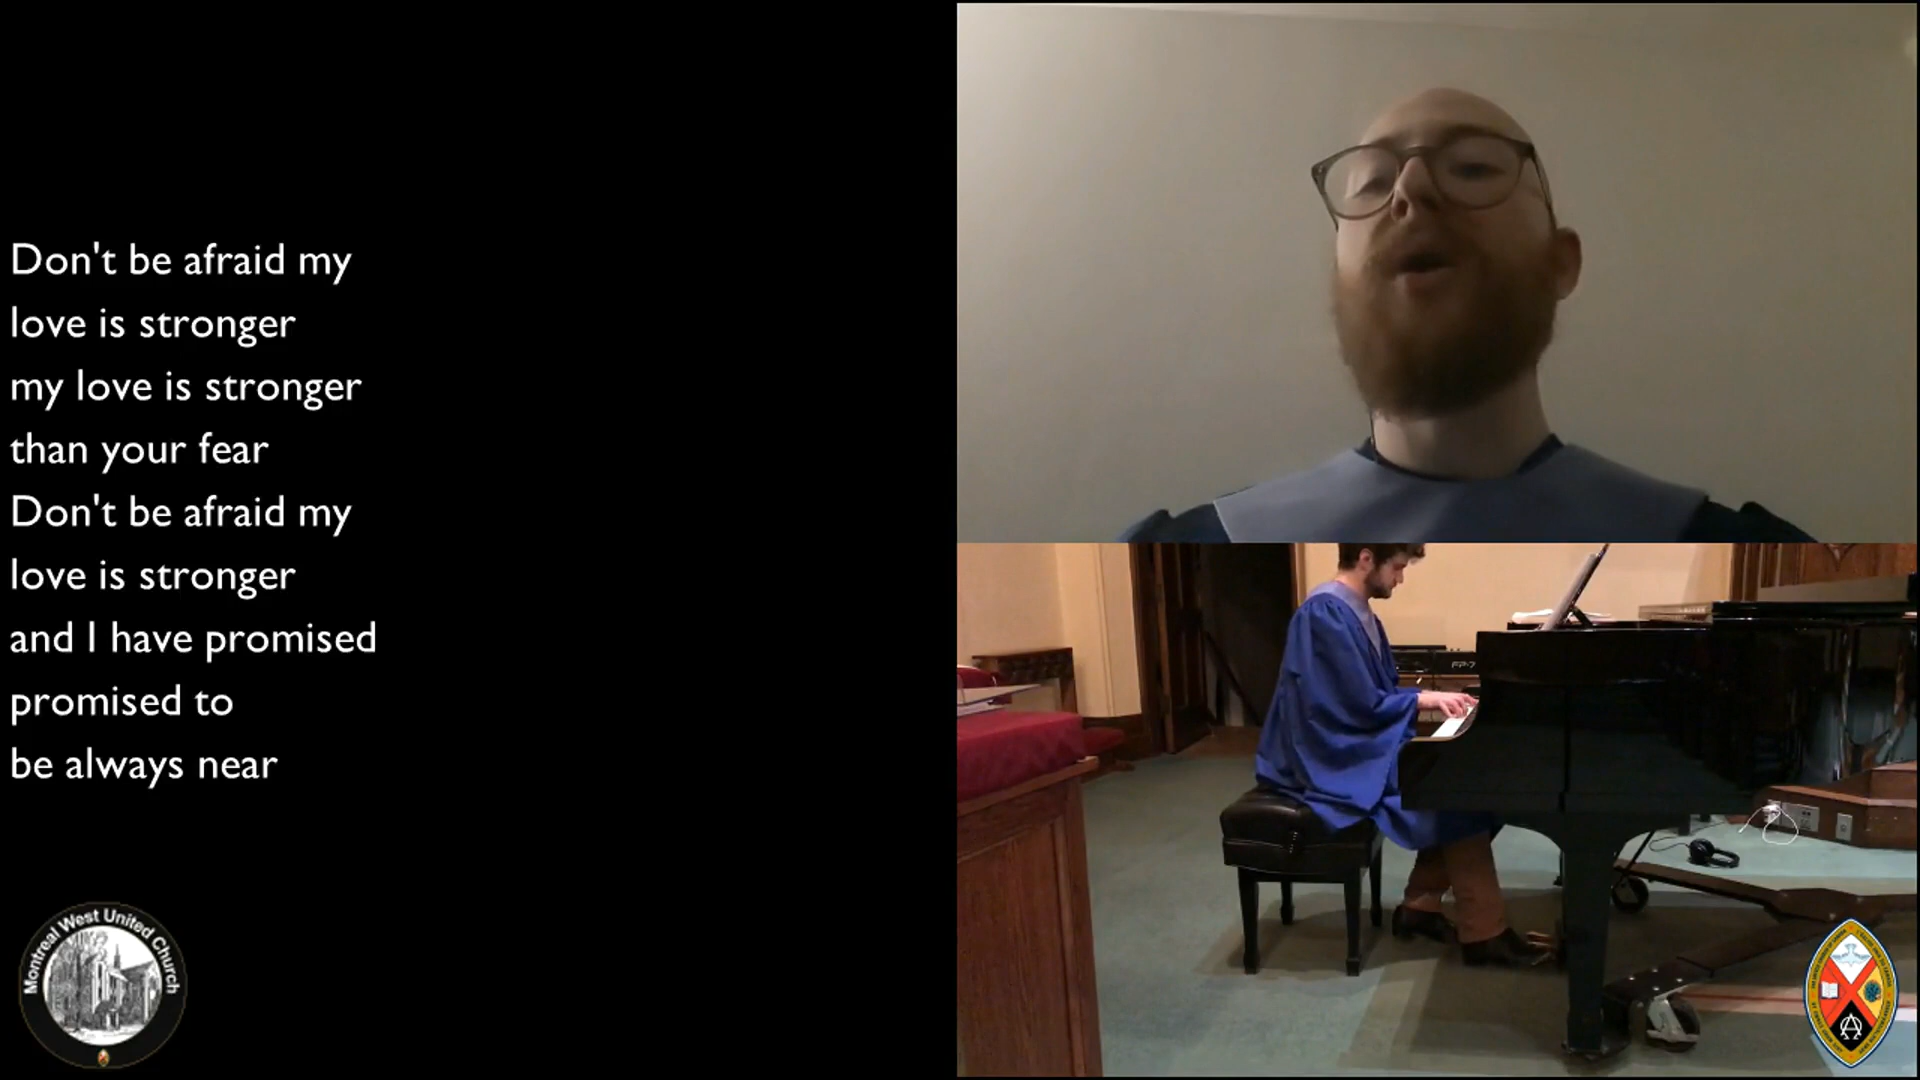 Don't be afraid my
love is stronger
my love is stronger
than your fear
Don't be afraid my
love is stronger
and I have promised
promised to
be always near
Montreal West United Church
FP-7